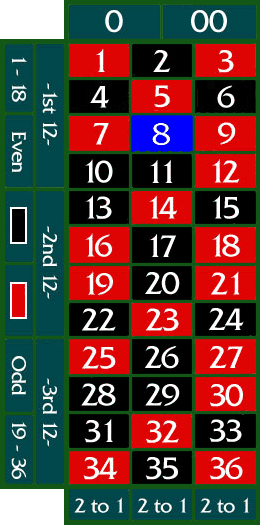 0 00
1 2 3
4 5 6
7 8 9
10 11 12
13 14 15
16 17 18
19 20 21
22 23 24
25 26 27
28 29 30
31 32 33
34 35 36
2 to 1 2 to 1 2 to 1
-1st 12-
-2nd 12-
-3rd 12-
1 - 18
Even
Odd
19 - 36